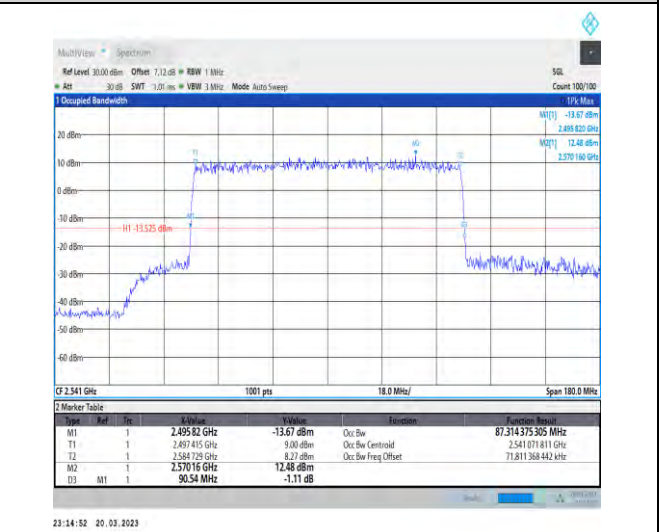 MultiView Spectrum
Ref Level 30.00 dBm Offset 7.12 dB RBW 1 MHz SGL
Att 30 dB SWT 1.01 ms VBW 3 MHz Mode Auto Sweep Count 100/100
1 Occupied Bandwidth 1Pk Max
M1[1] -13.67 dBm
2.495 820 GHz
20 dBm
M2[1] 12.48 dBm
2.570 160 GHz
10 dBm
0 dBm
-10 dBm
H1 -13.525 dBm
-20 dBm
-30 dBm
-40 dBm
-50 dBm
-60 dBm
CF 2.541 GHz 1001 pts 18.0 MHz/ Span 180.0 MHz
2 Marker Table
Type Ref Trc X-Value Y-Value Function Function Result
M1 1 2.495 82 GHz -13.67 dBm Occ Bw 87.314 375 305 MHz
T1 1 2.497 415 GHz 9.00 dBm Occ Bw Centroid 2.541 071 811 GHz
T2 1 2.584 729 GHz 8.27 dBm Occ Bw Freq Offset 71.811 368 442 kHz
M2 1 2.570 16 GHz 12.48 dBm
D3 M1 1 90.54 MHz -1.11 dB
23:14:52 20.03.2023